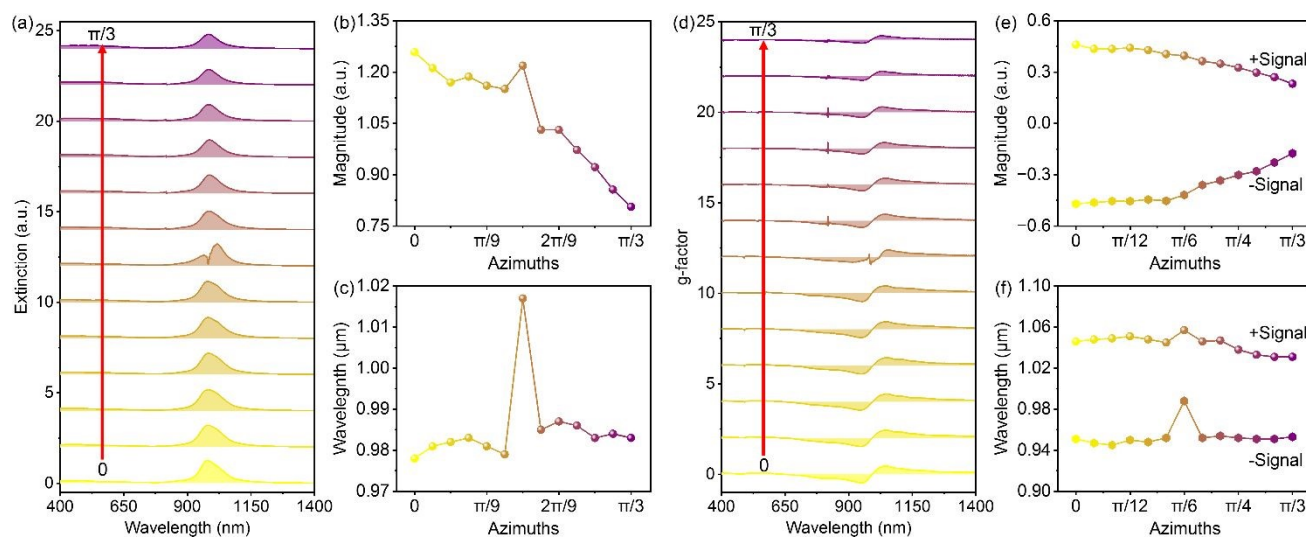 (a)
25
20
15
10
5
0
Extinction (a.u.)
π/3
0
400 650 900 1150 1400
Wavelength (nm)
(b)
1.35
1.20
1.05
0.90
0.75
Magnitude (a.u.)
0 π/9 2π/9 π/3
Azimuths
(c)
1.02
1.01
0.99
0.98
0.97
Wavelegnth (μm)
0 π/9 2π/9 π/3
Azimuths
(d)
25
20
15
10
5
0
g-factor
π/3
0
400 650 900 1150 1400
Wavelength (nm)
(e)
0.6
0.3
0.0
−0.3
−0.6
Magnitude (a.u.)
+Signal
-Signal
0 π/12 π/6 π/4 π/3
Azimuths
(f)
1.10
1.06
1.02
0.98
0.94
0.90
Wavelength (μm)
+Signal
-Signal
0 π/12 π/6 π/4 π/3
Azimuths